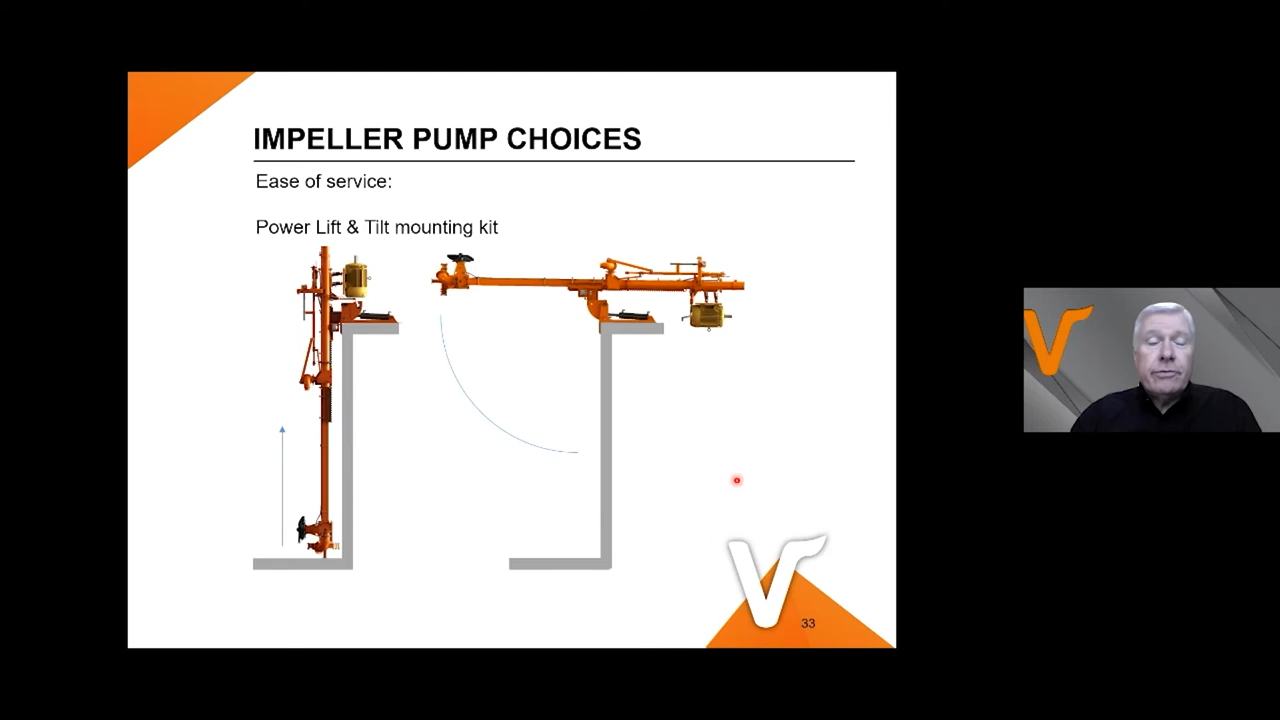 IMPELLER PUMP CHOICES
Ease of service:
Power Lift & Tilt mounting kit
33